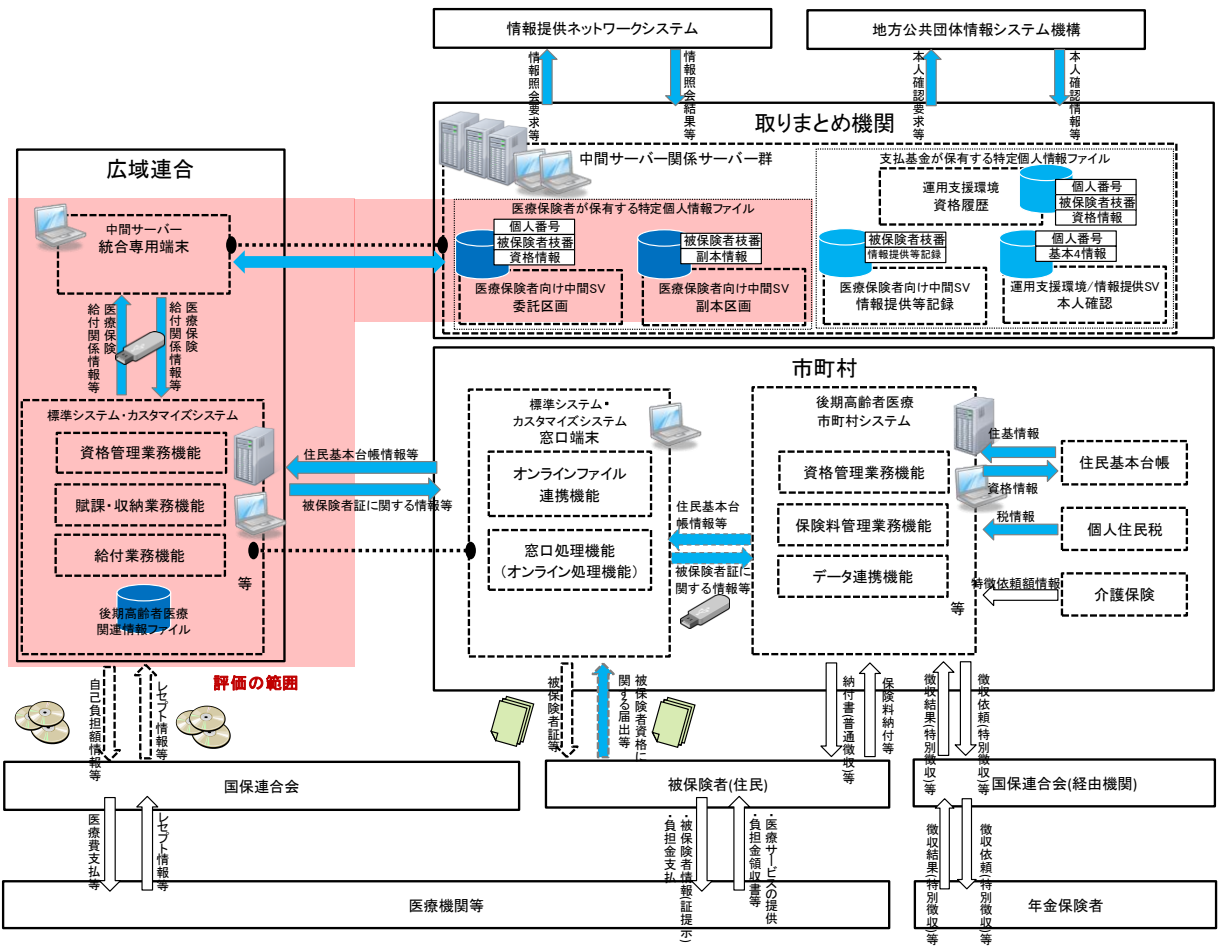 情報提供ネットワークシステム
地方公共団体情報システム機構
情報照会要求等
情報照会結果等
本人確認要求等
本人確認情報等
取りまとめ機関
中間サーバー関係サーバー群
支払基金が保有する特定個人情報ファイル
運用支援環境
資格履歴
個人番号
被保険者枝番
資格情報
医療保険者が保有する特定個人情報ファイル
個人番号
被保険者枝番
資格情報
医療保険者向け中間SV
委託区画
被保険者枝番
副本情報
医療保険者向け中間SV
副本区画
被保険者枝番
情報提供等記録
医療保険者向け中間SV
情報提供等記録
個人番号
基本4情報
運用支援環境/情報提供SV
本人確認
広域連合
中間サーバー
統合専用端末
医療保険
給付関係情報等
医療保険
給付関係情報等
標準システム・カスタマイズシステム
資格管理業務機能
賦課・収納業務機能
給付業務機能
等
後期高齢者医療
関連情報ファイル
評価の範囲
住民基本台帳情報等
被保険者証に関する情報等
市町村
標準システム・
カスタマイズシステム
窓口端末
オンラインファイル
連携機能
窓口処理機能
（オンライン処理機能）
住民基本台
帳情報等
被保険者証に
関する情報等
後期高齢者医療
市町村システム
資格管理業務機能
保険料管理業務機能
データ連携機能
等
住基情報
資格情報
税情報
特徴依頼額情報
住民基本台帳
個人住民税
介護保険
自己負担額情報等
レセプト情報等
被保険者証等
被保険者資格に
関する届出等
納付書(普通徴収)等
保険料納付等
徴収結果(特別徴収)等
徴収依頼(特別徴収)等
国保連合会
被保険者(住民)
国保連合会(経由機関)
医療費支払等
レセプト情報等
・被保険者情報(証提示)
・負担金支払
・医療サービスの提供
・負担金領収書等
徴収結果(特別徴収)等
徴収依頼(特別徴収)等
医療機関等
年金保険者